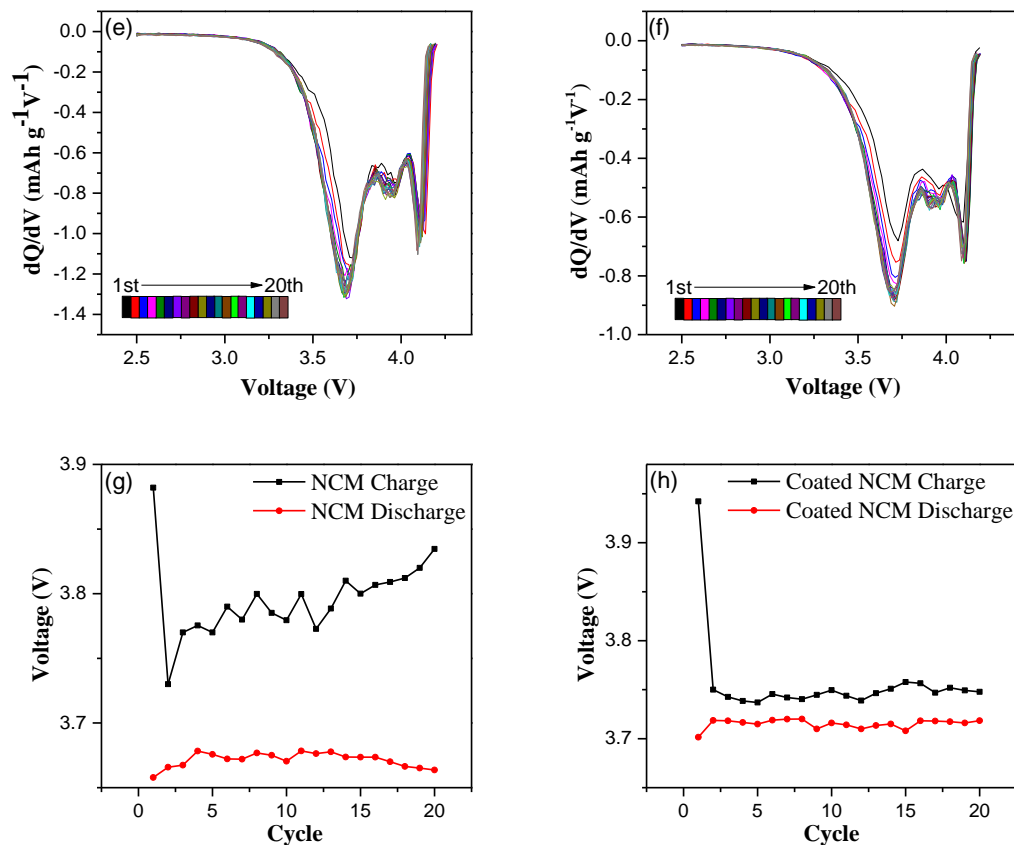 (e)
0.0
-0.2
-0.4
-0.6
-0.8
-1.0
-1.2
-1.4
dQ/dV (mAh g⁻¹V⁻¹)
1st
20th
2.5 3.0 3.5 4.0
Voltage (V)
(f)
0.0
-0.2
-0.4
-0.6
-0.8
-1.0
dQ/dV (mAh g⁻¹V⁻¹)
1st
20th
2.5 3.0 3.5 4.0
Voltage (V)
(g)
NCM Charge
NCM Discharge
3.9
3.8
3.7
Voltage (V)
0 5 10 15 20
Cycle
(h)
Coated NCM Charge
Coated NCM Discharge
3.9
3.8
3.7
Voltage (V)
0 5 10 15 20
Cycle